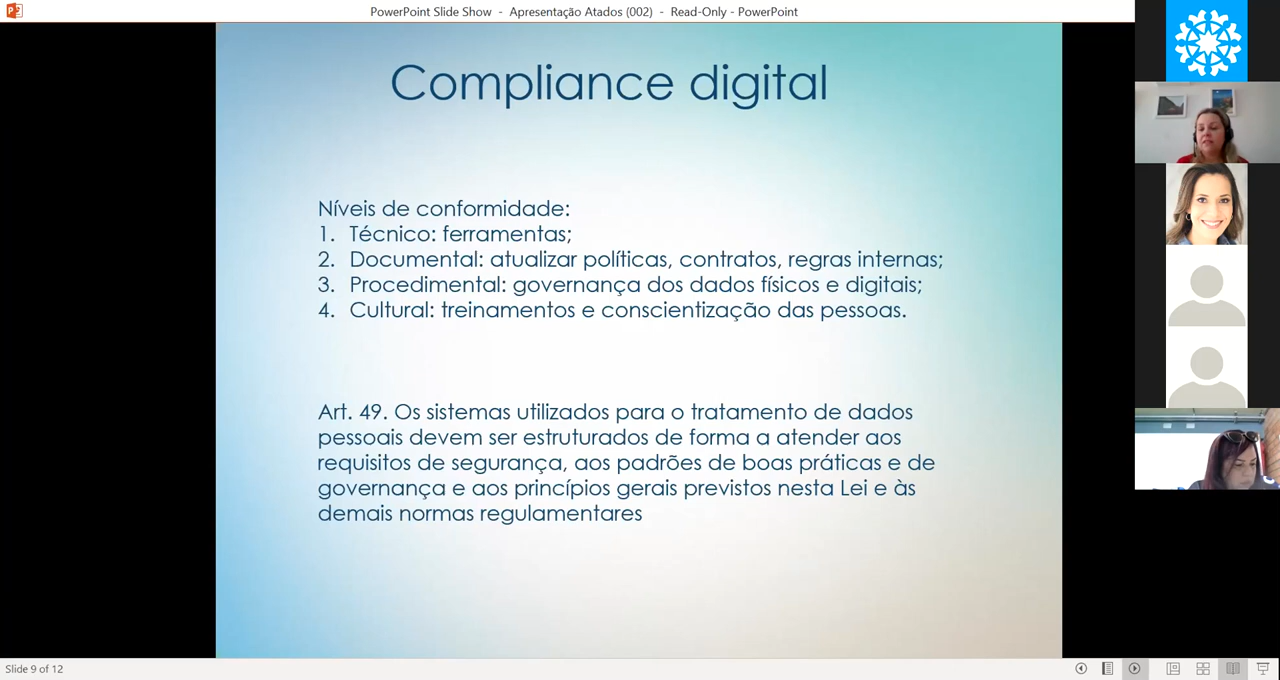 PowerPoint Slide Show - Apresentação Atados (002) - Read-Only - PowerPoint
Compliance digital
Níveis de conformidade:
1. Técnico: ferramentas;
2. Documental: atualizar políticas, contratos, regras internas;
3. Procedimental: governança dos dados físicos e digitais;
4. Cultural: treinamentos e conscientização das pessoas.
Art. 49. Os sistemas utilizados para o tratamento de dados
pessoais devem ser estruturados de forma a atender aos
requisitos de segurança, aos padrões de boas práticas e de
governança e aos princípios gerais previstos nesta Lei e às
demais normas regulamentares
Slide 9 of 12